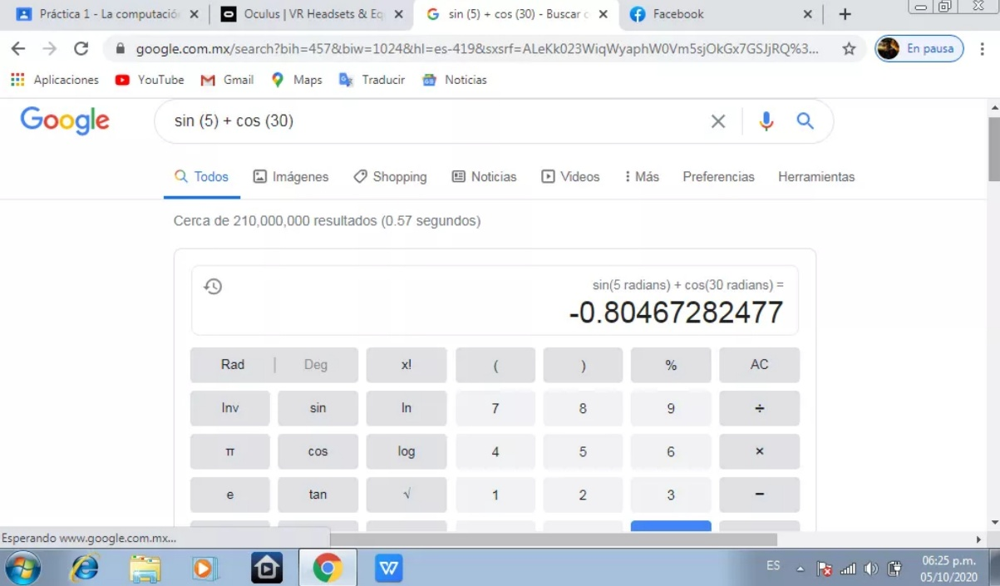 Práctica 1 - La computación
Oculus | VR Headsets & Eq
sin (5) + cos (30) - Buscar c
Facebook
google.com.mx/search?bih=457&biw=1024&hl=es-419&sxsrf=ALeKk023WiqWyaphW0Vm5sjOkGx7GSJjRQ%3...
En pausa
Aplicaciones YouTube Gmail Maps Traducir Noticias
Google
sin (5) + cos (30)
Todos Imágenes Shopping Noticias Videos Más Preferencias Herramientas
Cerca de 210,000,000 resultados (0.57 segundos)
sin(5 radians) + cos(30 radians) =
-0.80467282477
Rad | Deg x! ( ) % AC
Inv sin ln 7 8 9 ÷
π cos log 4 5 6 ×
e tan √ 1 2 3 −
Esperando www.google.com.mx...
ES
06:25 p.m.
05/10/2020